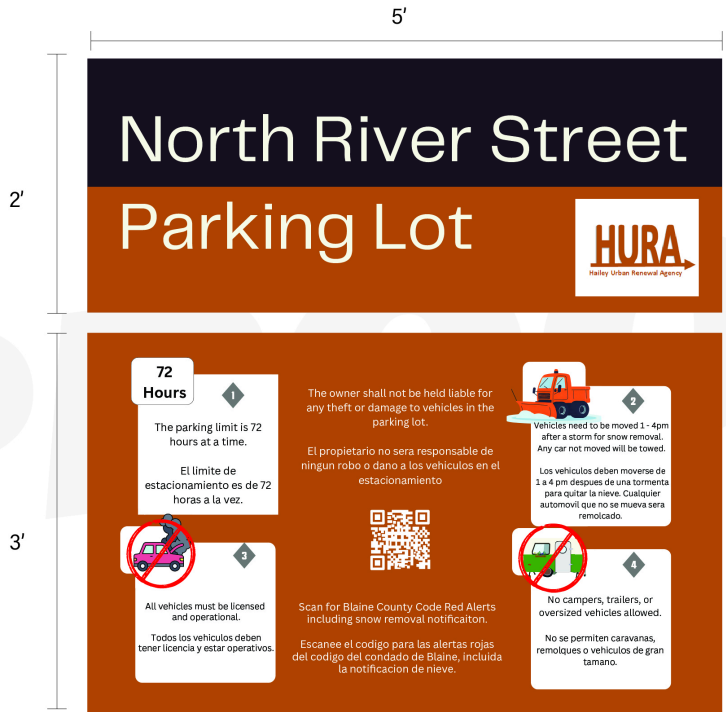 5'
2'
North River Street
Parking Lot
HURA
Hailey Urban Renewal Agency
3'
72
Hours
1
The parking limit is 72
hours at a time.
El limite de
estacionamiento es de 72
horas a la vez.
The owner shall not be held liable for
any theft or damage to vehicles in the
parking lot.
El propietario no sera responsable de
ningun robo o dano a los vehiculos en el
estacionamiento
2
Vehicles need to be moved 1 - 4pm
after a storm for snow removal.
Any car not moved will be towed.
Los vehiculos deben moverse de
1 a 4 pm despues de una tormenta
para quitar la nieve. Cualquier
automovil que no se mueva sera
remolcado.
3
All vehicles must be licensed
and operational.
Todos los vehiculos deben
tener licencia y estar operativos.
Scan for Blaine County Code Red Alerts
including snow removal notificaiton.
Escanee el codigo para las alertas rojas
del codigo del condado de Blaine, incluida
la notificacion de nieve.
4
No campers, trailers, or
oversized vehicles allowed.
No se permiten caravanas,
remolques o vehiculos de gran
tamano.